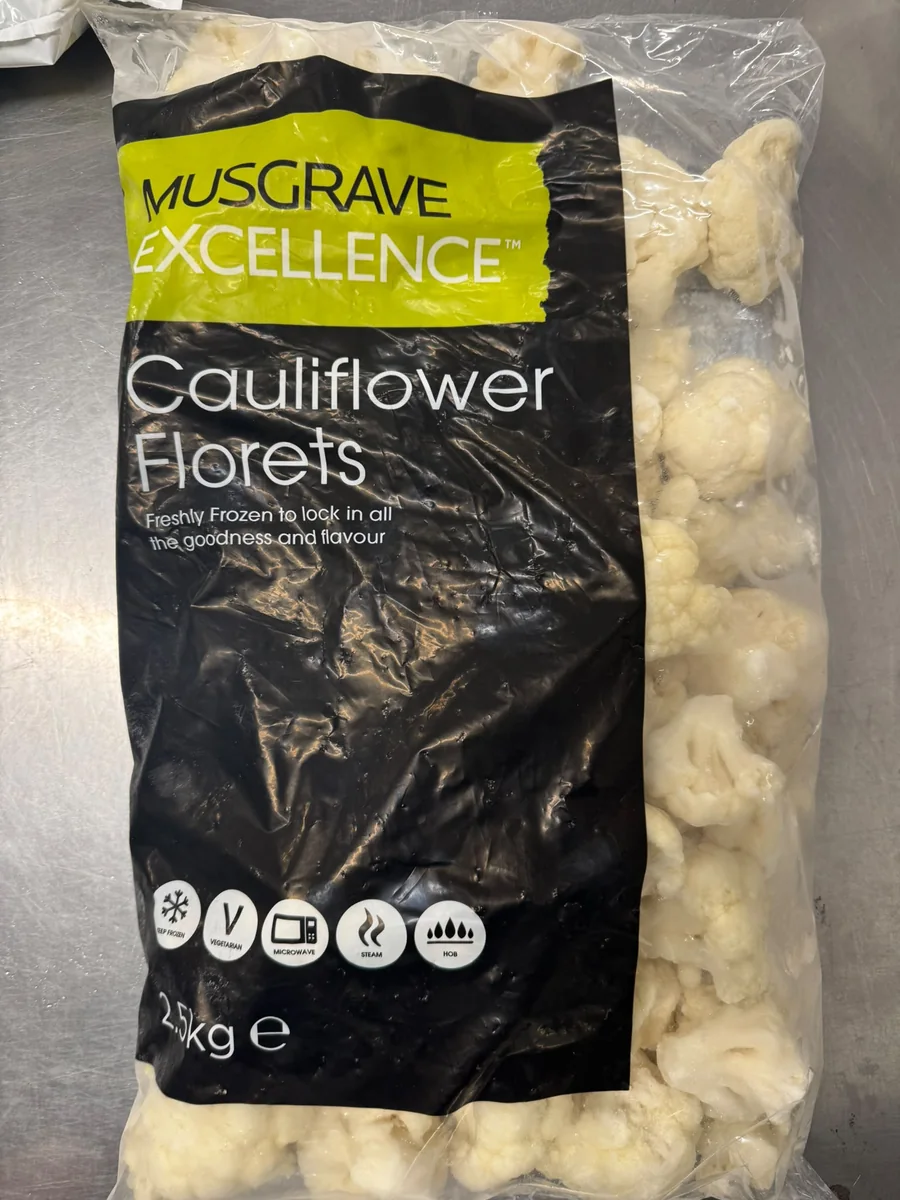 MUSGRAVE
EXCELLENCE™
Cauliflower
Florets
Freshly Frozen to lock in all
the goodness and flavour
KEEP FROZEN
V
VEGETARIAN
MICROWAVE
STEAM
HOB
2.5kg e